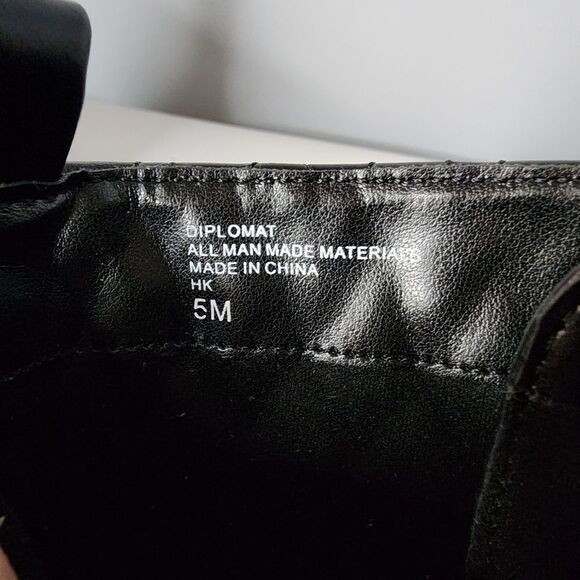 DIPLOMAT
ALL MAN MADE MATERIALS
MADE IN CHINA
HK
5M